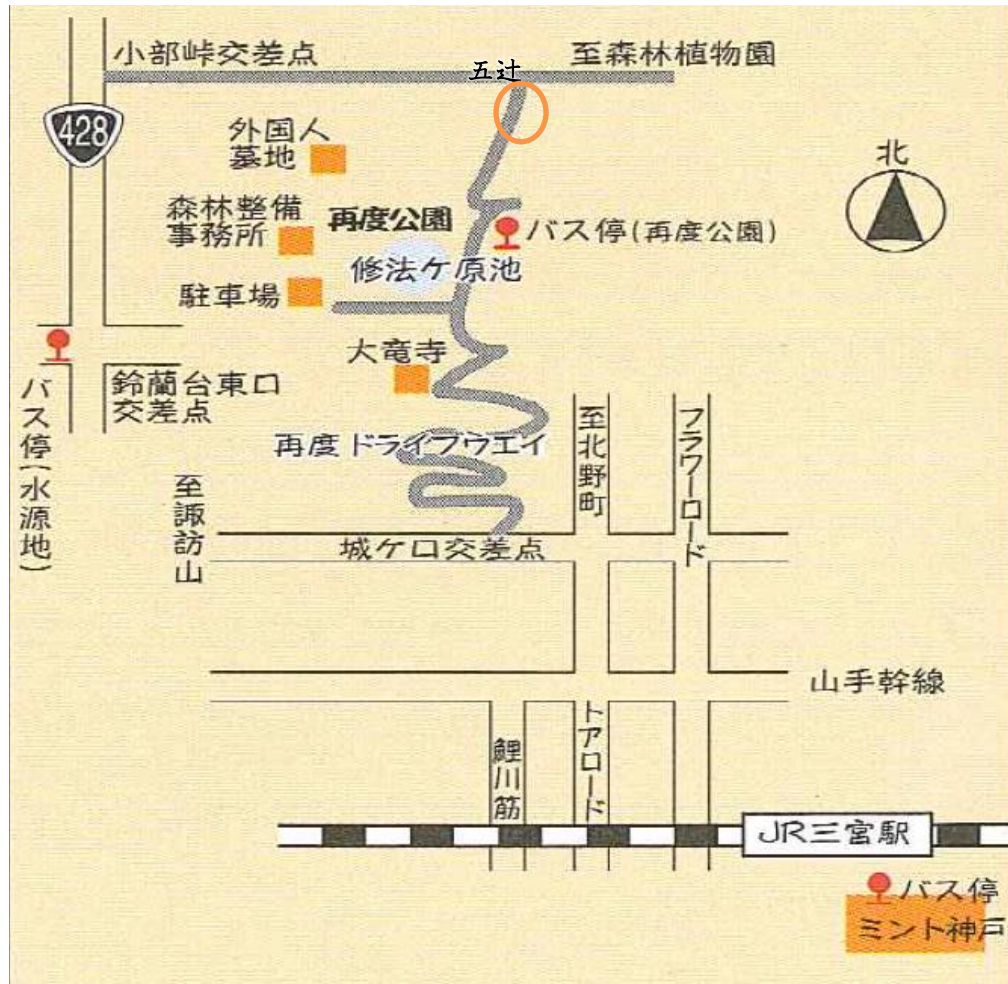 小部峠交差点
五辻
至森林植物園
428
外国人
墓地
北
森林整備
事務所
再度公園
バス停(再度公園)
修法ケ原池
駐車場
大竜寺
鈴蘭台東口
交差点
バス停(水源地)
再度ドライブウエイ
至北野町
フラワーロード
至諏訪山
城ケ口交差点
山手幹線
鯉川筋
トアロード
JR三宮駅
バス停
ミント神戸